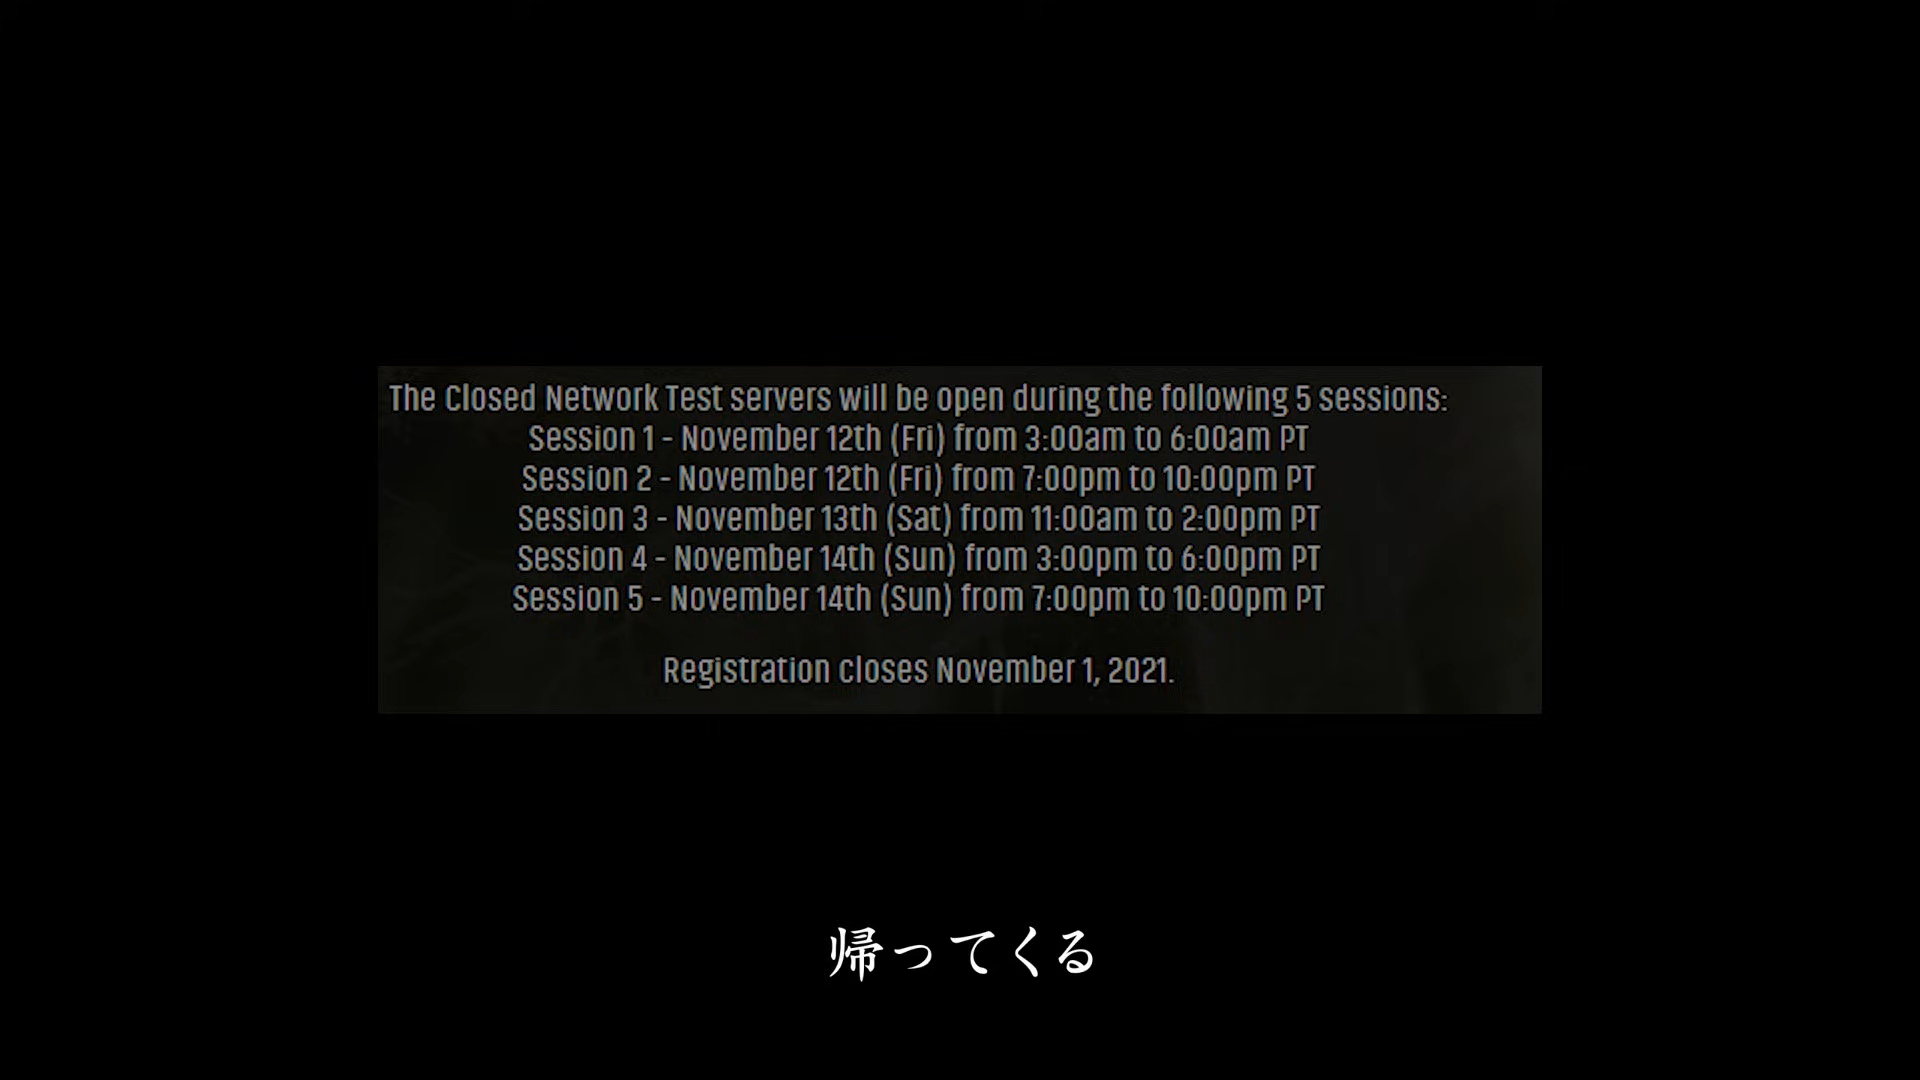 The Closed Network Test servers will be open during the following 5 sessions:
Session 1 - November 12th (Fri) from 3:00am to 6:00am PT
Session 2 - November 12th (Fri) from 7:00pm to 10:00pm PT
Session 3 - November 13th (Sat) from 11:00am to 2:00pm PT
Session 4 - November 14th (Sun) from 3:00pm to 6:00pm PT
Session 5 - November 14th (Sun) from 7:00pm to 10:00pm PT
Registration closes November 1, 2021.
帰ってくる